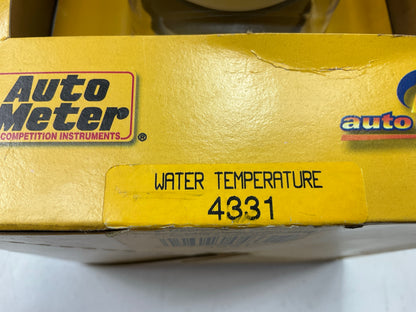 Auto
Meter
COMPETITION INSTRUMENTS
®
auto
WATER TEMPERATURE
4331